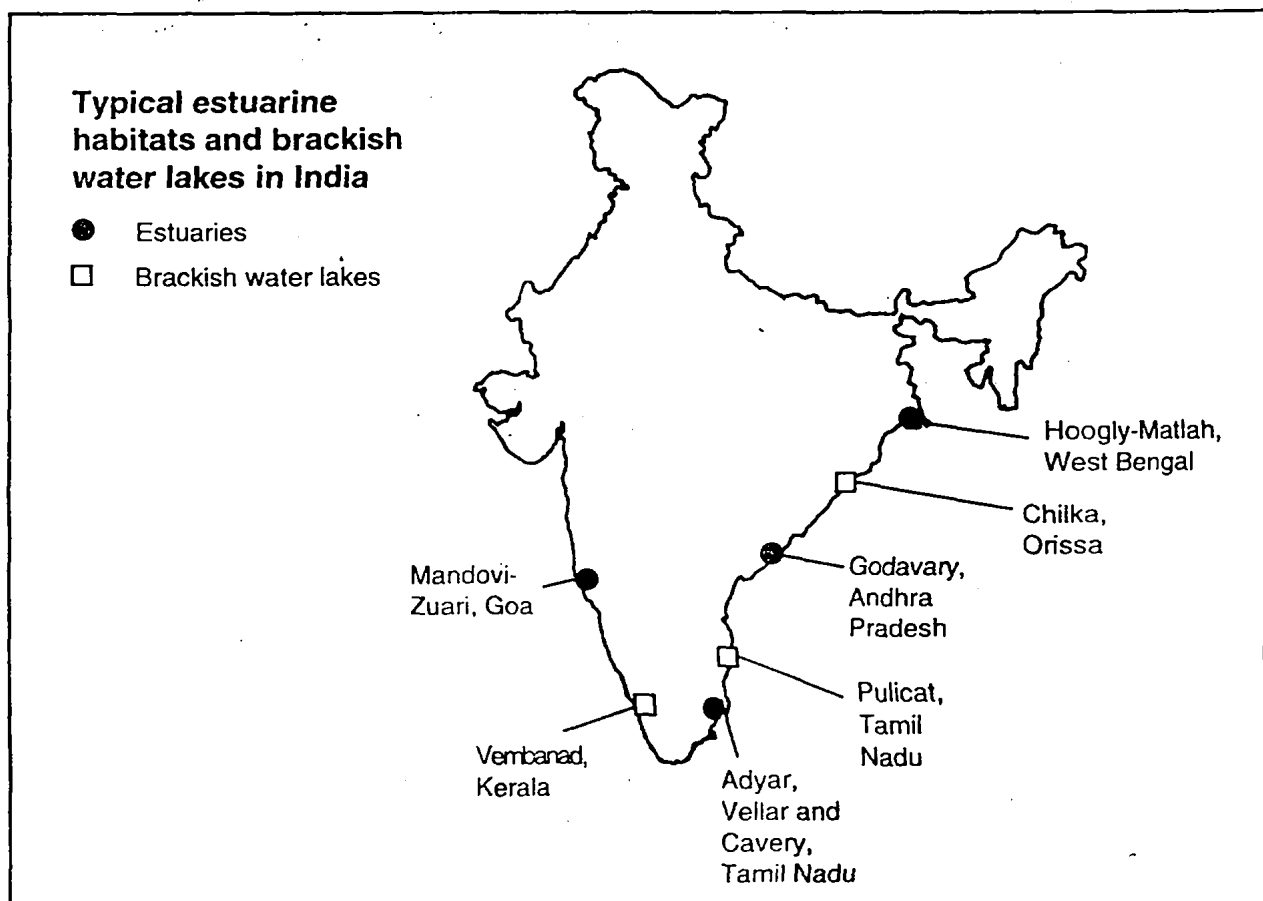 Typical estuarine
habitats and brackish
water lakes in India
Estuaries
Brackish water lakes
Hoogly-Matlah,
West Bengal
Chilka,
Orissa
Godavary,
Andhra
Pradesh
Mandovi-
Zuari, Goa
Pulicat,
Tamil
Nadu
Vembanad,
Kerala
Adyar,
Vellar and
Cavery,
Tamil Nadu